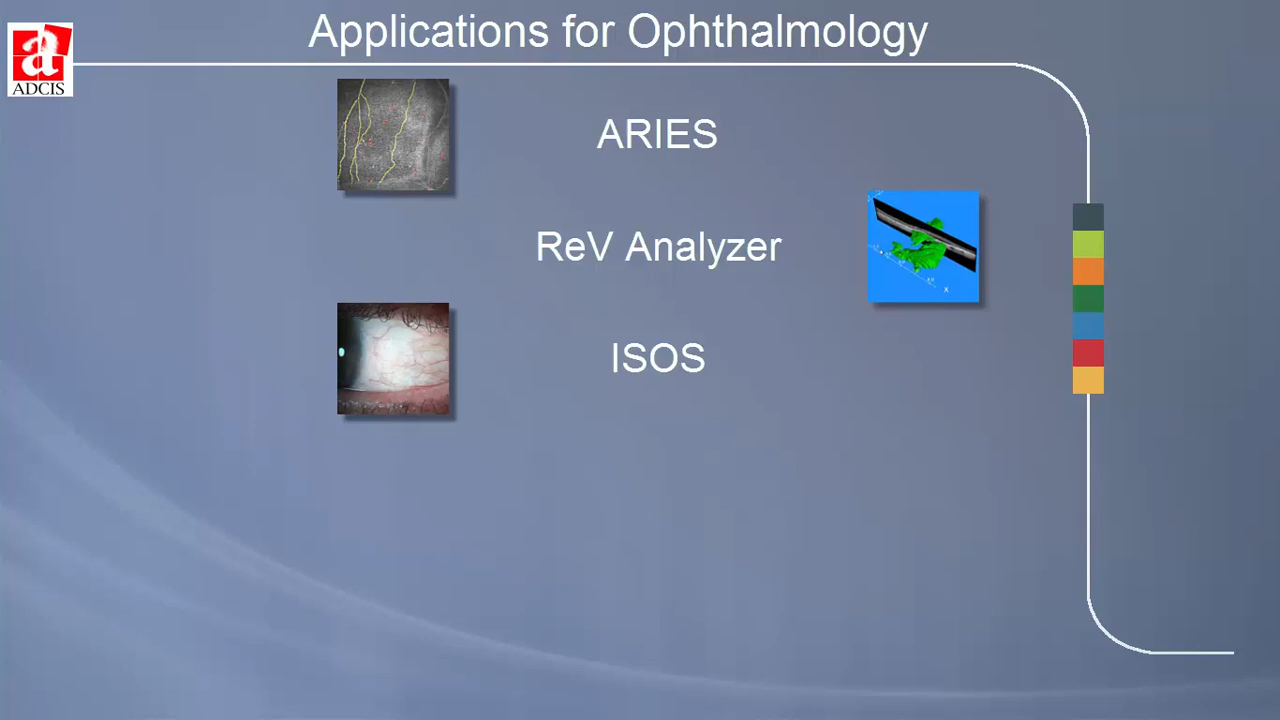 Applications for Ophthalmology
a
ADCIS
ARIES
ReV Analyzer
X
ISOS